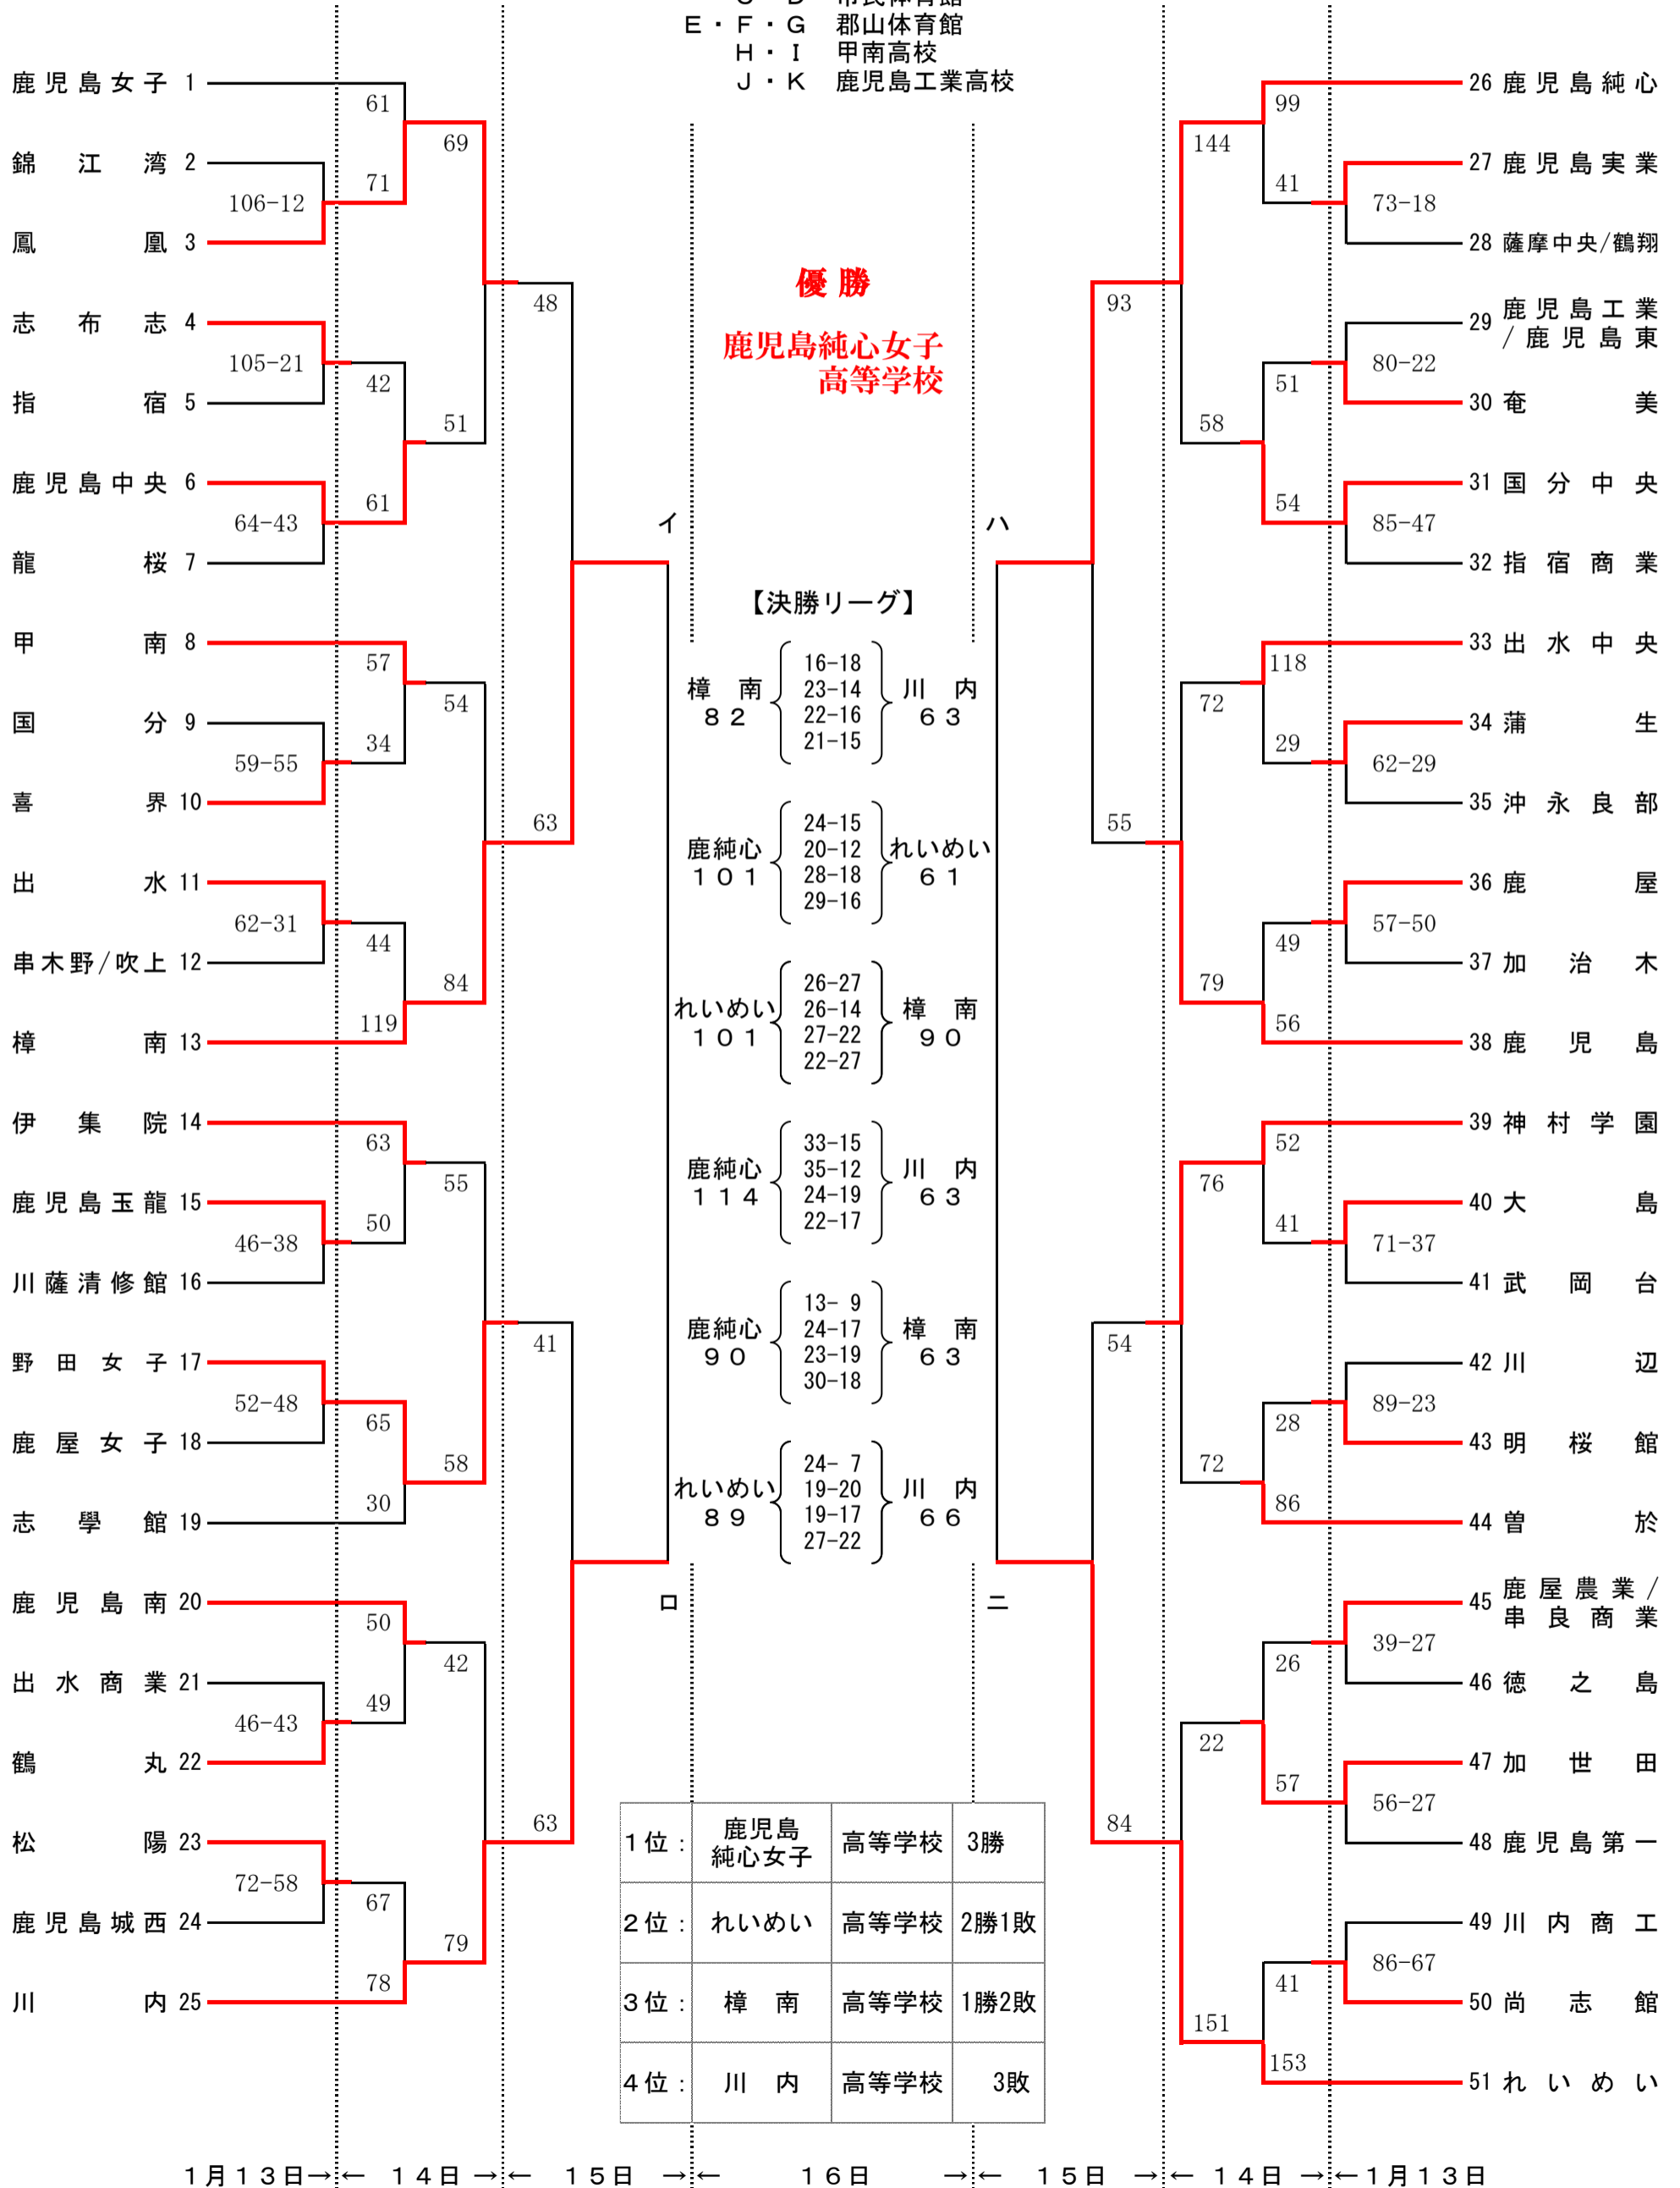 E・F・G 郡山体育館
H・I 甲南高校
J・K 鹿児島工業高校
鹿児島女子 1
錦江湾 2
鳳凰 3
志布志 4
指宿 5
鹿児島中央 6
龍桜 7
甲南 8
国分 9
喜界 10
出水 11
串木野/吹上 12
樟南 13
伊集院 14
鹿児島玉龍 15
川薩清修館 16
野田女子 17
鹿屋女子 18
志學館 19
鹿児島南 20
出水商業 21
鶴丸 22
松陽 23
鹿児島城西 24
川内 25
106-12
105-21
64-43
59-55
62-31
46-38
52-48
46-43
72-58
61
71
42
61
57
34
44
119
63
50
65
30
50
49
67
78
69
51
54
84
55
58
42
79
48
63
41
63
イ
ロ
優勝
鹿児島純心女子
高等学校
【決勝リーグ】
樟南 82
16-18
23-14
22-16
21-15
川内 63
鹿純心 101
24-15
20-12
28-18
29-16
れいめい 61
れいめい 101
26-27
26-14
27-22
22-27
樟南 90
鹿純心 114
33-15
35-12
24-19
22-17
川内 63
鹿純心 90
13- 9
24-17
23-19
30-18
樟南 63
れいめい 89
24- 7
19-20
19-17
27-22
川内 66
1位: 鹿児島純心女子 高等学校 3勝
2位: れいめい 高等学校 2勝1敗
3位: 樟南 高等学校 1勝2敗
4位: 川内 高等学校 3敗
ハ
ニ
93
55
54
84
144
58
72
79
76
72
22
151
99
41
51
54
118
29
49
56
52
41
28
86
26
57
41
153
73-18
80-22
85-47
62-29
57-50
71-37
89-23
39-27
56-27
86-67
26 鹿児島純心
27 鹿児島実業
28 薩摩中央/鶴翔
29 鹿児島工業
/鹿児島東
30 奄美
31 国分中央
32 指宿商業
33 出水中央
34 蒲生
35 沖永良部
36 鹿屋
37 加治木
38 鹿児島
39 神村学園
40 大島
41 武岡台
42 川辺
43 明桜館
44 曽於
45 鹿屋農業/
串良商業
46 徳之島
47 加世田
48 鹿児島第一
49 川内商工
50 尚志館
51 れいめい
1月13日→← 14日 →← 15日 →← 16日 →← 15日 →← 14日 →←1月13日